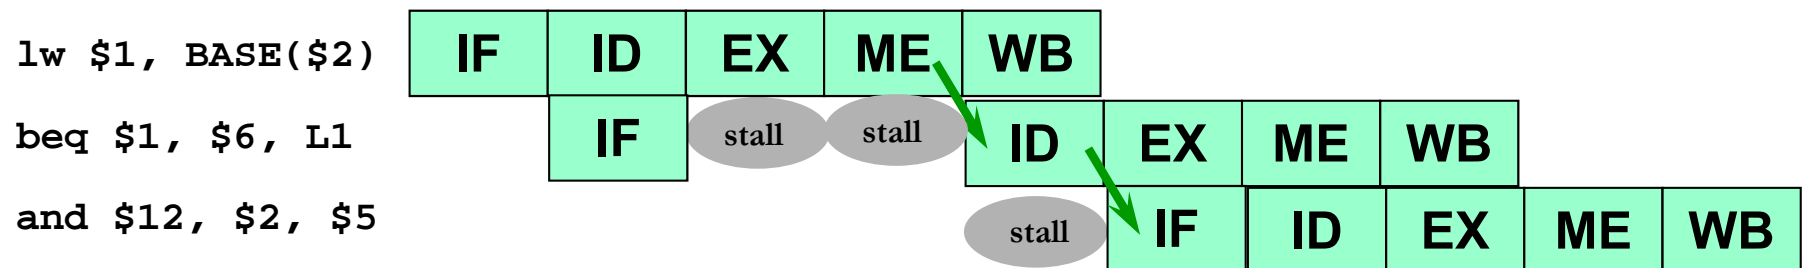 lw $1, BASE($2) IF ID EX ME WB
beq $1, $6, L1 IF stall stall ID EX ME WB
and $12, $2, $5 stall IF ID EX ME WB